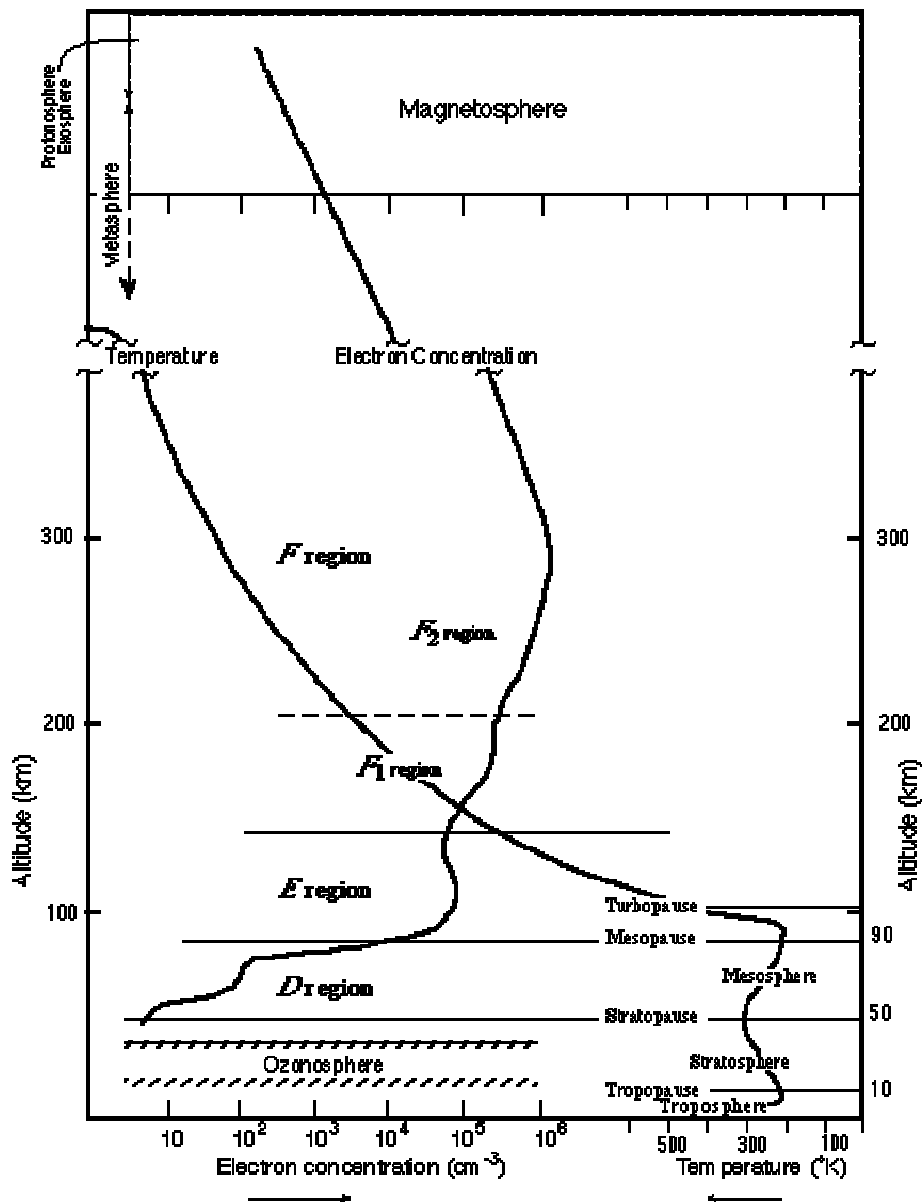 Protonosphere
Exosphere
Magnetosphere
Metasphere
Temperature
Electron Concentration
300
300
F region
F2 region
200
200
F1 region
Altitude (km)
Altitude (km)
E region
100
Turbopause
Mesopause
90
Mesosphere
D region
Stratopause
50
Ozonosphere
Stratosphere
Tropopause
10
Troposphere
10 10² 10³ 10⁴ 10⁵ 10⁶ 500 300 100
Electron concentration (cm⁻³)
Temperature (°K)